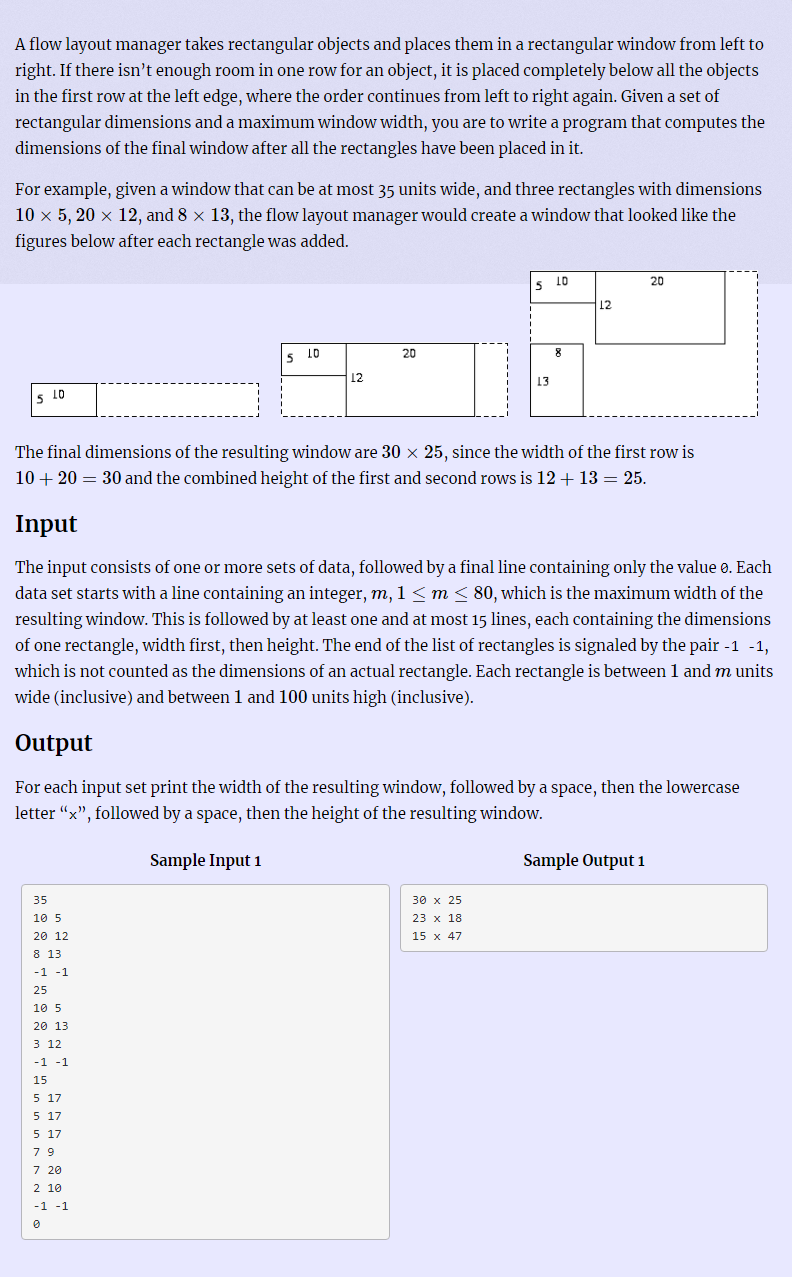 A flow layout manager takes rectangular objects and places them in a rectangular window from left to
right. If there isn’t enough room in one row for an object, it is placed completely below all the objects
in the first row at the left edge, where the order continues from left to right again. Given a set of
rectangular dimensions and a maximum window width, you are to write a program that computes the
dimensions of the final window after all the rectangles have been placed in it.
For example, given a window that can be at most 35 units wide, and three rectangles with dimensions
10 × 5, 20 × 12, and 8 × 13, the flow layout manager would create a window that looked like the
figures below after each rectangle was added.
5 10
5 10 20
12
5 10 20
12
8
13
The final dimensions of the resulting window are 30 × 25, since the width of the first row is
10 + 20 = 30 and the combined height of the first and second rows is 12 + 13 = 25.
Input
The input consists of one or more sets of data, followed by a final line containing only the value 0. Each
data set starts with a line containing an integer, m, 1 ≤ m ≤ 80, which is the maximum width of the
resulting window. This is followed by at least one and at most 15 lines, each containing the dimensions
of one rectangle, width first, then height. The end of the list of rectangles is signaled by the pair -1 -1,
which is not counted as the dimensions of an actual rectangle. Each rectangle is between 1 and m units
wide (inclusive) and between 1 and 100 units high (inclusive).
Output
For each input set print the width of the resulting window, followed by a space, then the lowercase
letter “x”, followed by a space, then the height of the resulting window.
Sample Input 1
35
10 5
20 12
8 13
-1 -1
25
10 5
20 13
3 12
-1 -1
15
5 17
5 17
5 17
7 9
7 20
2 10
-1 -1
0
Sample Output 1
30 x 25
23 x 18
15 x 47